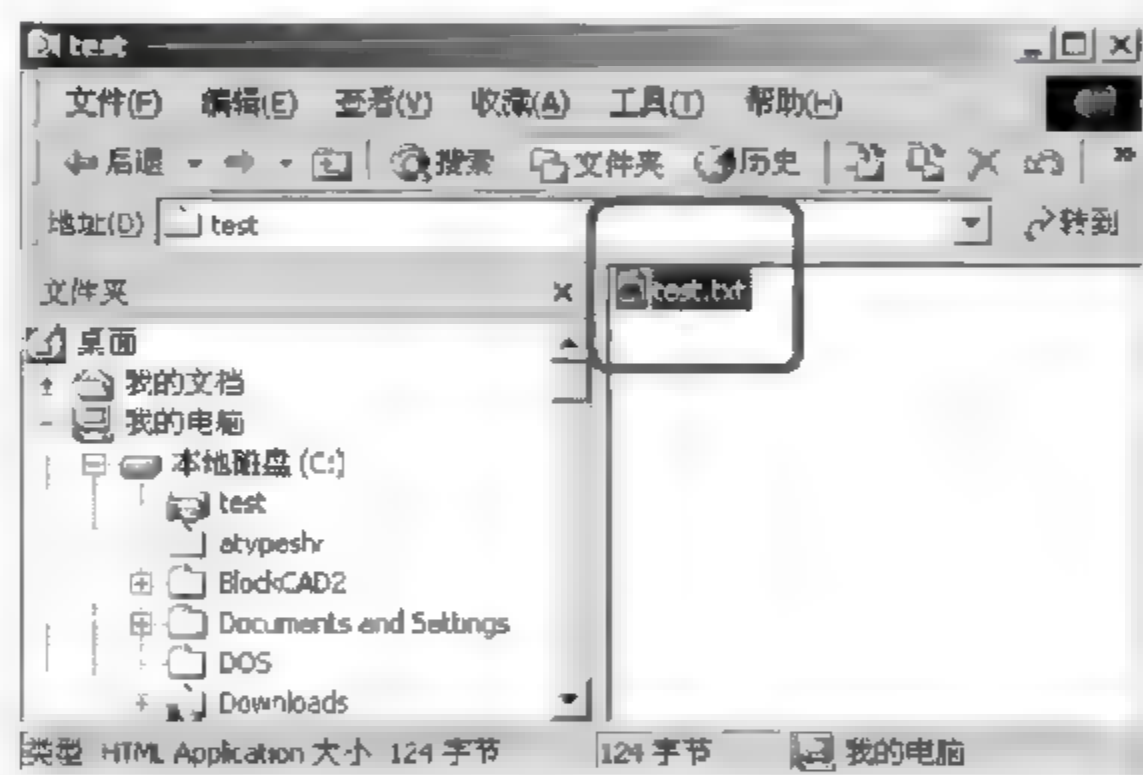 test
文件(F) 编辑(E) 查看(V) 收藏(A) 工具(T) 帮助(H)
后退 搜索 文件夹 历史
地址(D) test 转到
文件夹
test.txt
桌面
我的文档
我的电脑
本地磁盘 (C:)
test
atypeshr
BlockCAD2
Documents and Settings
DOS
Downloads
类型 HTML Application 大小 124 字节 124 字节 我的电脑